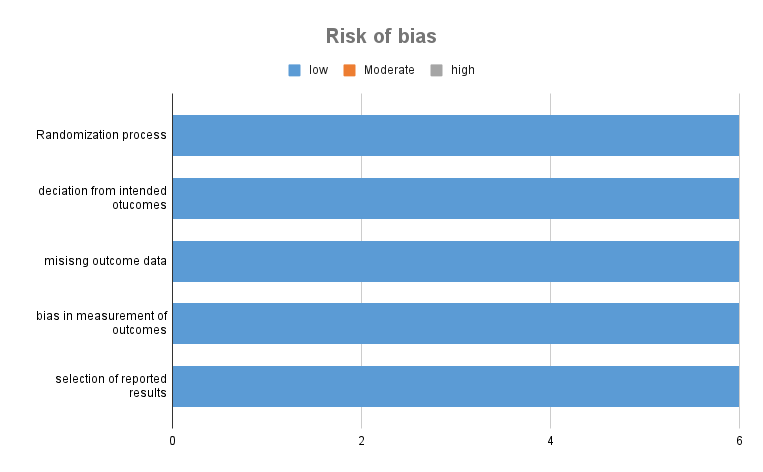 Risk of bias
low Moderate high
Randomization process
deciation from intended
otucomes
misisng outcome data
bias in measurement of
outcomes
selection of reported
results
0 2 4 6